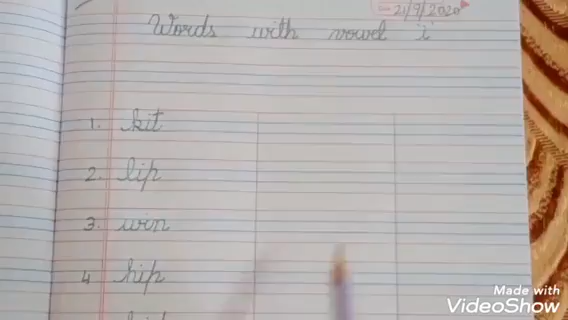 21/9/2020
Words with vowel i
1. kit
2. lip
3. win
4 hip
Made with
VideoShow